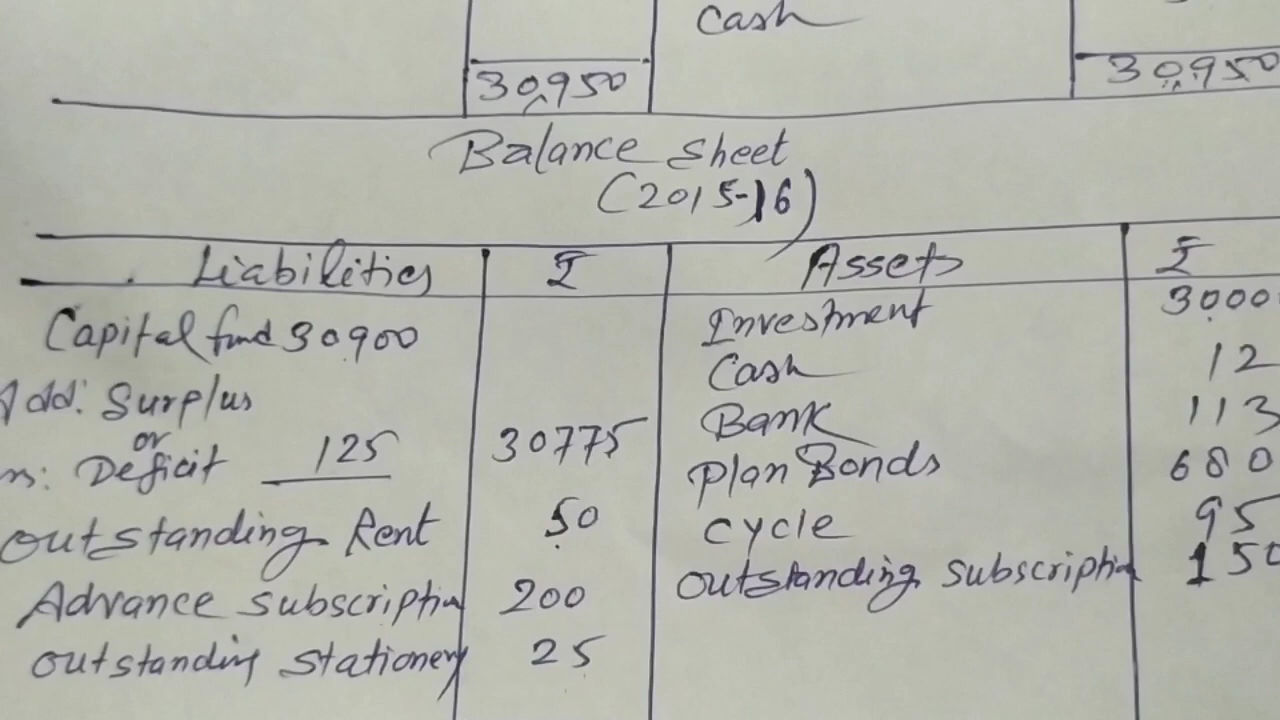 Cash
30,950 30,950
Balance Sheet
(2015-16)
Liabilities ₹ Assets ₹
Capital fund 30900 Investment 3000
Cash 12
Add: Surplus
or Bank 113
Deficit 125 30775 Plan Bonds 680
Outstanding Rent 50 Cycle 95
Advance subscription 200 Outstanding subscription 150
Outstanding stationery 25